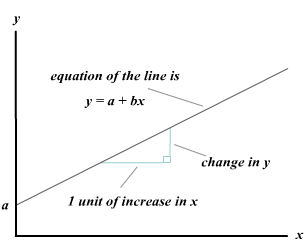 y
equation of the line is
y = a + bx
change in y
a
1 unit of increase in x
x